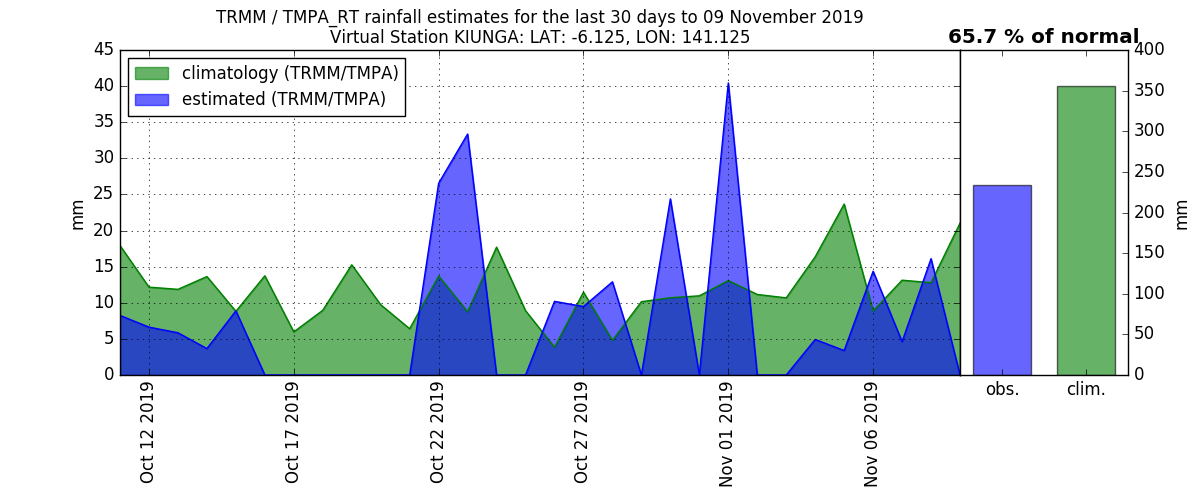 TRMM / TMPA_RT rainfall estimates for the last 30 days to 09 November 2019
Virtual Station KIUNGA: LAT: -6.125, LON: 141.125
65.7 % of normal
climatology (TRMM/TMPA)
estimated (TRMM/TMPA)
45
40
35
30
25
20
15
10
5
0
mm
Oct 12 2019
Oct 17 2019
Oct 22 2019
Oct 27 2019
Nov 01 2019
Nov 06 2019
obs.
clim.
400
350
300
250
200
150
100
50
0
mm